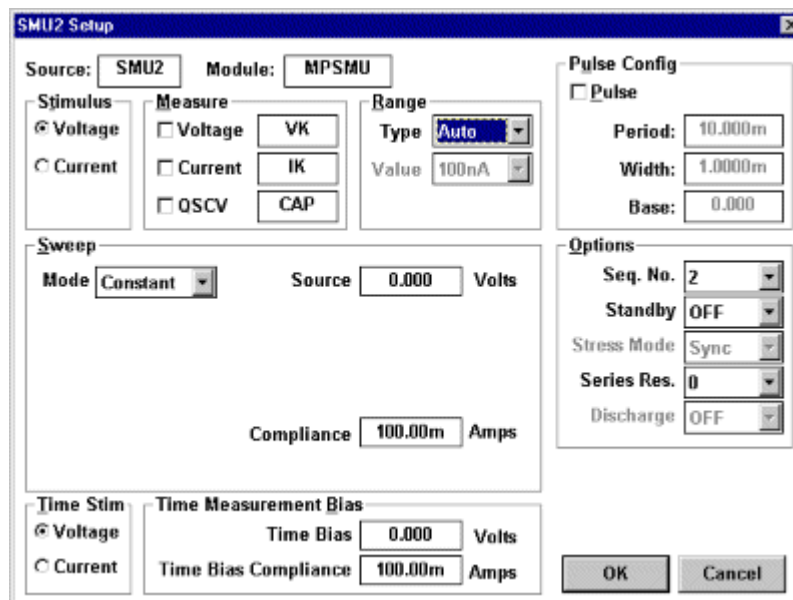 SMU2 Setup
Source: SMU2 Module: MPSMU
Stimulus
Voltage
Current
Measure
Voltage VK
Current IK
QSCV CAP
Range
Type Auto
Value 100nA
Pulse Config
Pulse
Period: 10.000m
Width: 1.0000m
Base: 0.000
Sweep
Mode Constant Source 0.000 Volts
Compliance 100.00m Amps
Options
Seq. No. 2
Standby OFF
Stress Mode Sync
Series Res. 0
Discharge OFF
Time Stim
Voltage
Current
Time Measurement Bias
Time Bias 0.000 Volts
Time Bias Compliance 100.00m Amps
OK Cancel